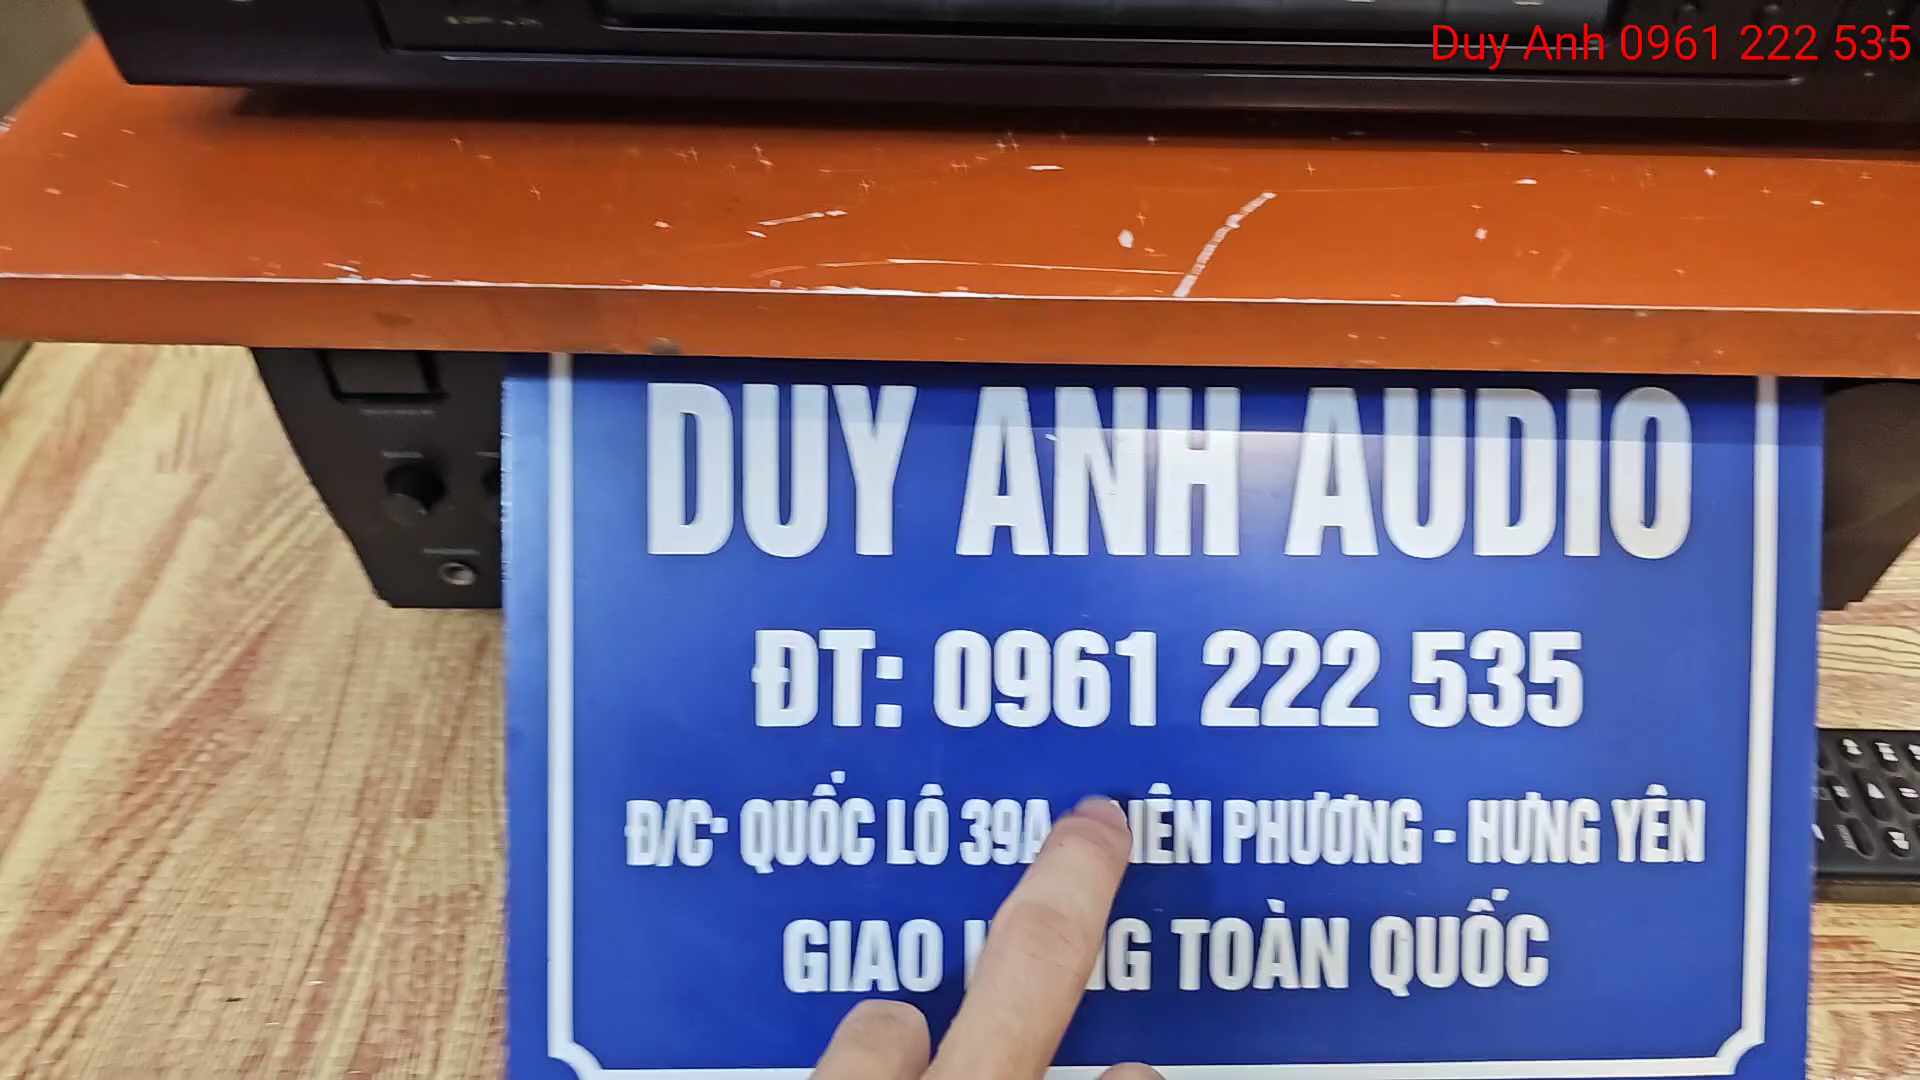 Duy Anh 0961 222 535
DUY ANH AUDIO
ĐT: 0961 222 535
Đ/C: QUỐC LÔ 39A PHƯƠNG - HƯNG YÊN
GIAO TOÀN QUỐC